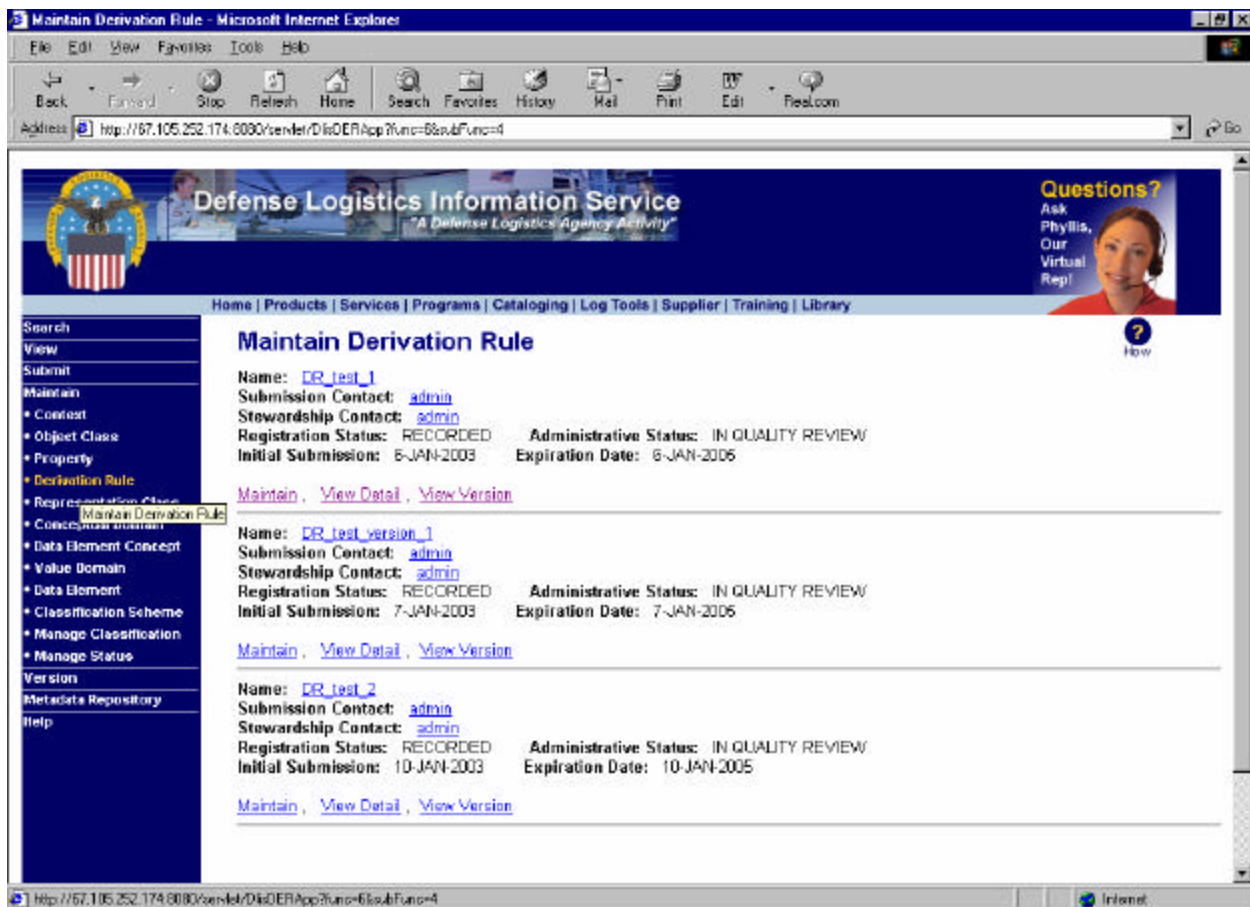 Maintain Derivation Rule - Microsoft Internet Explorer
File Edit View Favorites Tools Help
Back Forward Stop Refresh Home Search Favorites History Mail Print Edit Real.com
Address http://67.105.252.174:8080/servlet/DlisDERApp?func=6&subFunc=4 Go
Defense Logistics Information Service
"A Defense Logistics Agency Activity"
Questions?
Ask
Phyllis,
Our
Virtual
Rep!
Home | Products | Services | Programs | Cataloging | Log Tools | Supplier | Training | Library
Search
View
Submit
Maintain
• Context
• Object Class
• Property
• Derivation Rule
• Representation Class
Maintain Derivation Rule
• Conceptual Domain
• Data Element Concept
• Value Domain
• Data Element
• Classification Scheme
• Manage Classification
• Manage Status
Version
Metadata Repository
Help
Maintain Derivation Rule
?
How
Name: DR_test_1
Submission Contact: admin
Stewardship Contact: admin
Registration Status: RECORDED Administrative Status: IN QUALITY REVIEW
Initial Submission: 6-JAN-2003 Expiration Date: 6-JAN-2005
Maintain , View Detail , View Version
Name: DR_test_version_1
Submission Contact: admin
Stewardship Contact: admin
Registration Status: RECORDED Administrative Status: IN QUALITY REVIEW
Initial Submission: 7-JAN-2003 Expiration Date: 7-JAN-2005
Maintain , View Detail , View Version
Name: DR_test_2
Submission Contact: admin
Stewardship Contact: admin
Registration Status: RECORDED Administrative Status: IN QUALITY REVIEW
Initial Submission: 10-JAN-2003 Expiration Date: 10-JAN-2005
Maintain , View Detail , View Version
http://67.105.252.174:8080/servlet/DlisDERApp?func=6&subFunc=4 Internet